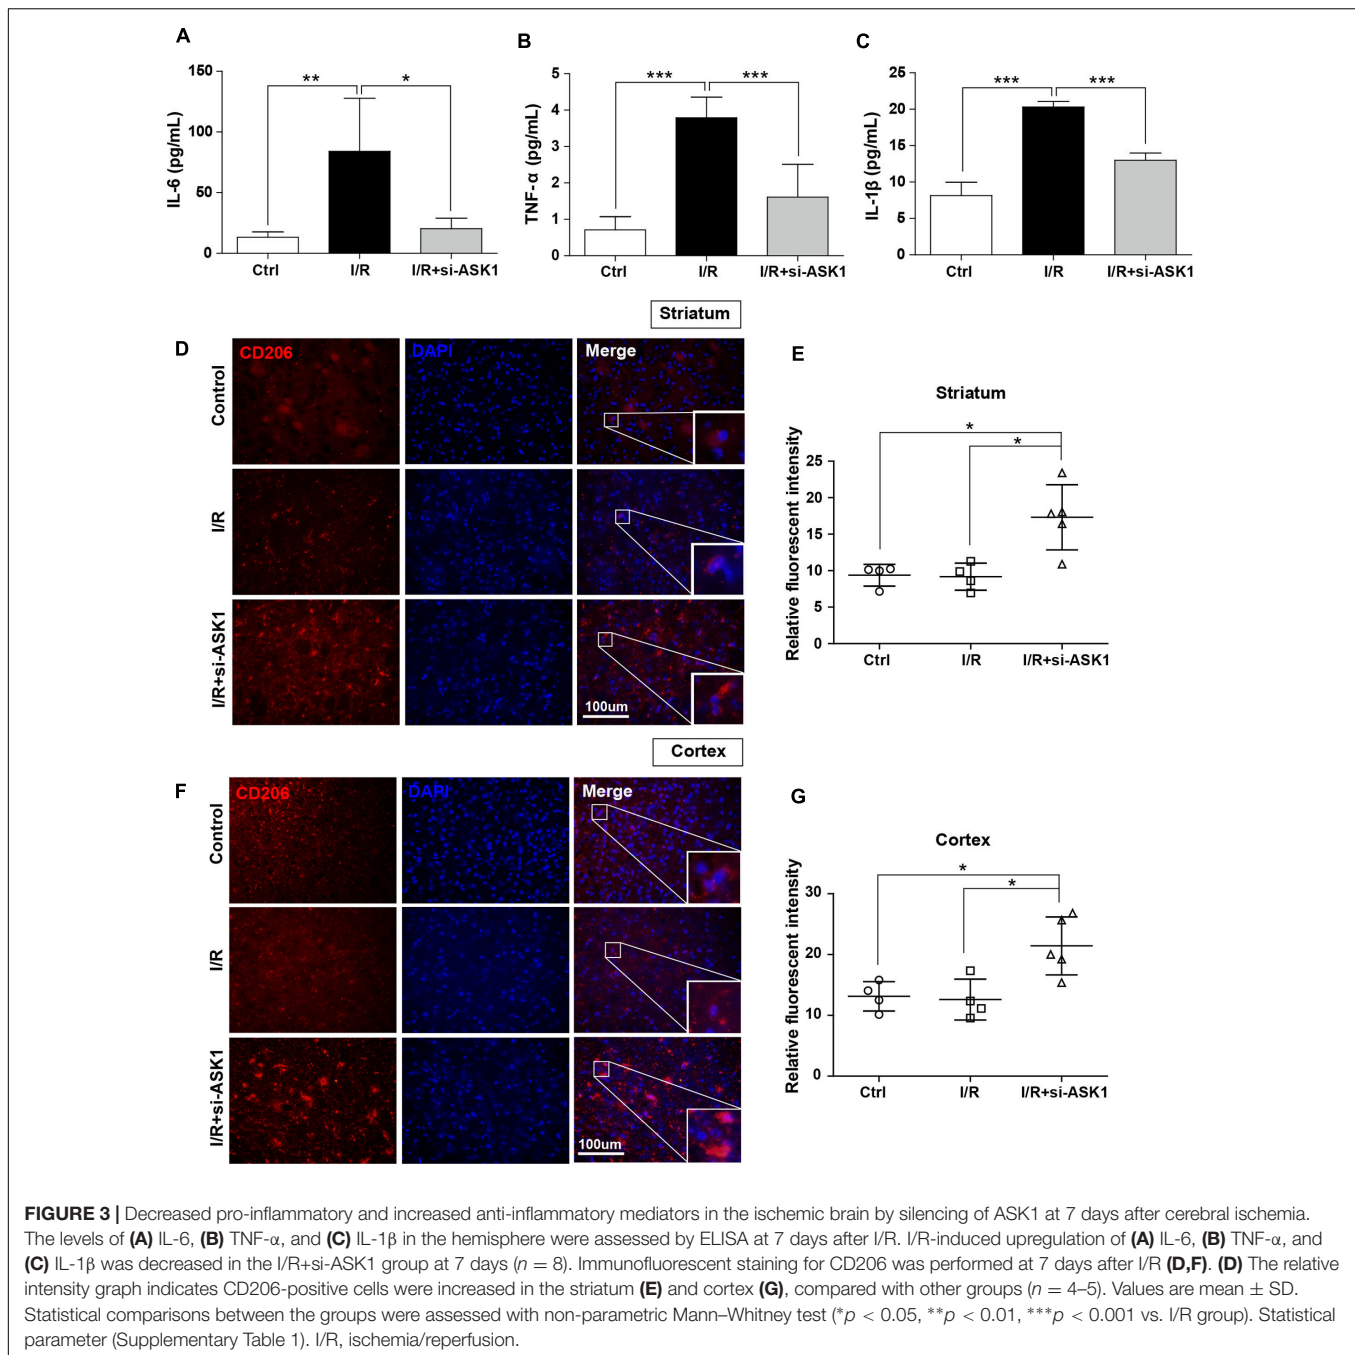 A
B
C
IL-6 (pg/mL)
150
100
50
0
**
*
Ctrl
I/R
I/R+si-ASK1
TNF-α (pg/mL)
5
4
3
2
1
0
***
***
Ctrl
I/R
I/R+si-ASK1
IL-1β (pg/mL)
25
20
15
10
5
0
***
***
Ctrl
I/R
I/R+si-ASK1
Striatum
D
CD206
DAPI
Merge
Control
I/R
I/R+si-ASK1
100um
E
Striatum
Relative fluorescent intensity
25
20
15
10
5
0
*
*
Ctrl
I/R
I/R+si-ASK1
Cortex
F
CD206
DAPI
Merge
Control
I/R
I/R+si-ASK1
100um
G
Cortex
Relative fluorescent intensity
30
20
10
0
*
*
Ctrl
I/R
I/R+si-ASK1
FIGURE 3 | Decreased pro-inflammatory and increased anti-inflammatory mediators in the ischemic brain by silencing of ASK1 at 7 days after cerebral ischemia.
The levels of (A) IL-6, (B) TNF-α, and (C) IL-1β in the hemisphere were assessed by ELISA at 7 days after I/R. I/R-induced upregulation of (A) IL-6, (B) TNF-α, and
(C) IL-1β was decreased in the I/R+si-ASK1 group at 7 days (n = 8). Immunofluorescent staining for CD206 was performed at 7 days after I/R (D,F). (D) The relative
intensity graph indicates CD206-positive cells were increased in the striatum (E) and cortex (G), compared with other groups (n = 4–5). Values are mean ± SD.
Statistical comparisons between the groups were assessed with non-parametric Mann–Whitney test (*p < 0.05, **p < 0.01, ***p < 0.001 vs. I/R group). Statistical
parameter (Supplementary Table 1). I/R, ischemia/reperfusion.